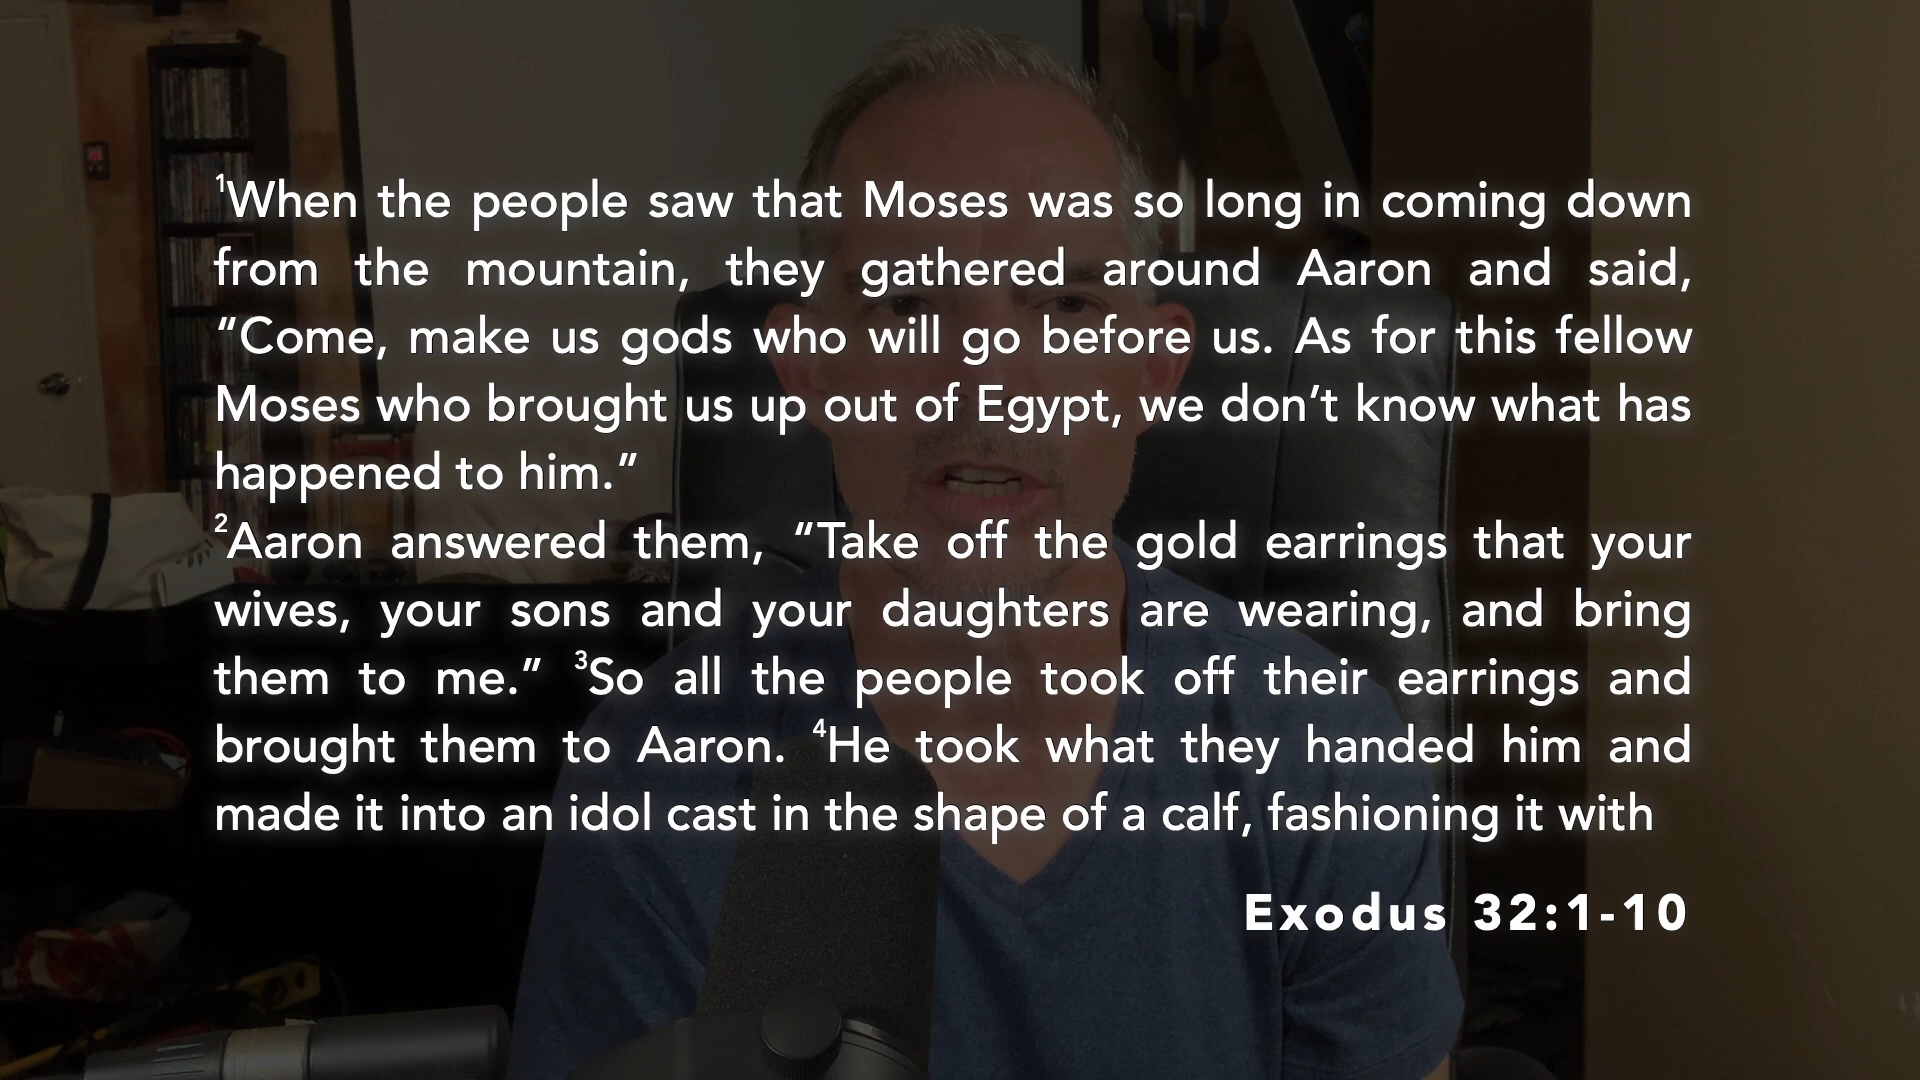 ¹When the people saw that Moses was so long in coming down
from the mountain, they gathered around Aaron and said,
“Come, make us gods who will go before us. As for this fellow
Moses who brought us up out of Egypt, we don’t know what has
happened to him.”
²Aaron answered them, “Take off the gold earrings that your
wives, your sons and your daughters are wearing, and bring
them to me.” ³So all the people took off their earrings and
brought them to Aaron. ⁴He took what they handed him and
made it into an idol cast in the shape of a calf, fashioning it with
Exodus 32:1-10